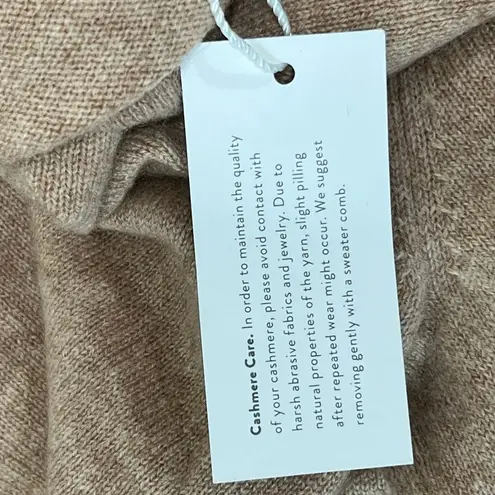 Cashmere Care. In order to maintain the quality
of your cashmere, please avoid contact with
harsh abrasive fabrics and jewelry. Due to
natural properties of the yarn, slight pilling
after repeated wear might occur. We suggest
removing gently with a sweater comb.